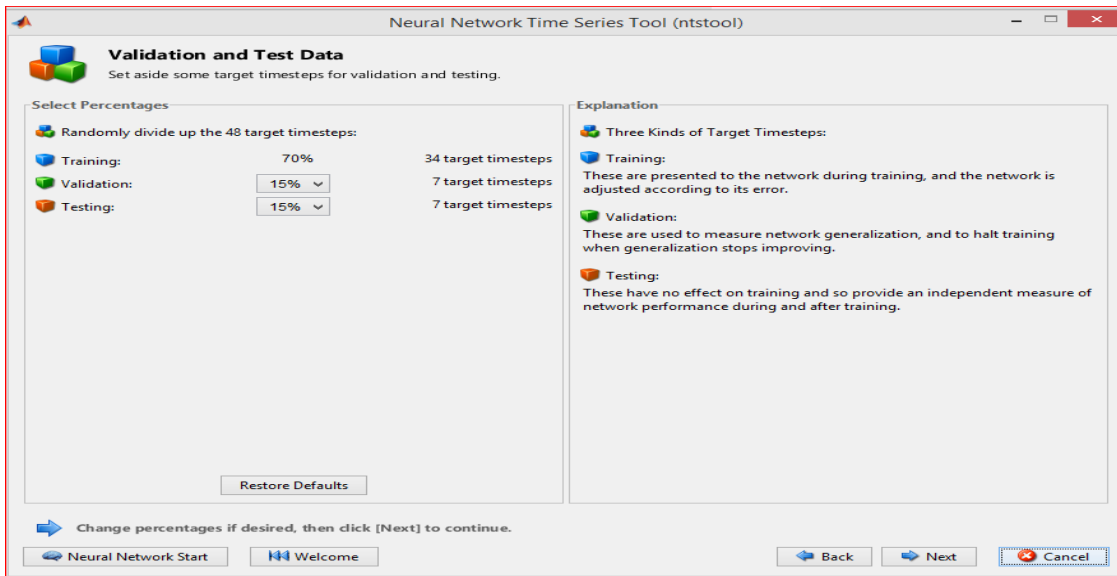 Neural Network Time Series Tool (ntstool)
Validation and Test Data
Set aside some target timesteps for validation and testing.
Select Percentages
Randomly divide up the 48 target timesteps:
Training: 70% 34 target timesteps
Validation: 15% 7 target timesteps
Testing: 15% 7 target timesteps
Restore Defaults
Explanation
Three Kinds of Target Timesteps:
Training:
These are presented to the network during training, and the network is
adjusted according to its error.
Validation:
These are used to measure network generalization, and to halt training
when generalization stops improving.
Testing:
These have no effect on training and so provide an independent measure of
network performance during and after training.
Change percentages if desired, then click [Next] to continue.
Neural Network Start Welcome Back Next Cancel